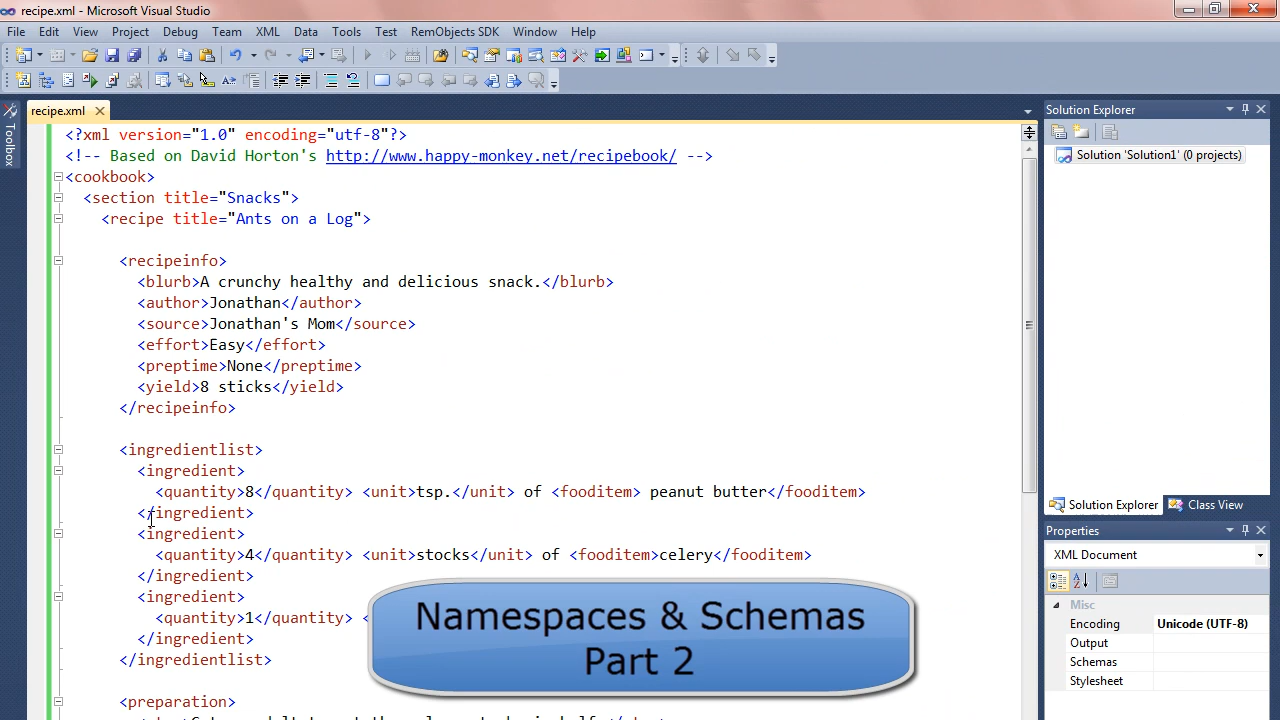 recipe.xml - Microsoft Visual Studio
File Edit View Project Debug Team XML Data Tools Test RemObjects SDK Window Help
recipe.xml
Toolbox
<?xml version="1.0" encoding="utf-8"?>
<!-- Based on David Horton's http://www.happy-monkey.net/recipebook/ -->
<cookbook>
<section title="Snacks">
<recipe title="Ants on a Log">
<recipeinfo>
<blurb>A crunchy healthy and delicious snack.</blurb>
<author>Jonathan</author>
<source>Jonathan's Mom</source>
<effort>Easy</effort>
<preptime>None</preptime>
<yield>8 sticks</yield>
</recipeinfo>
<ingredientlist>
<ingredient>
<quantity>8</quantity> <unit>tsp.</unit> of <fooditem> peanut butter</fooditem>
</ingredient>
<ingredient>
<quantity>4</quantity> <unit>stocks</unit> of <fooditem>celery</fooditem>
</ingredient>
<ingredient>
<quantity>1</quantity> <
</ingredient>
</ingredientlist>
<preparation>
Namespaces & Schemas
Part 2
Solution Explorer
Solution 'Solution1' (0 projects)
Solution Explorer Class View
Properties
XML Document
Misc
Encoding Unicode (UTF-8)
Output
Schemas
Stylesheet